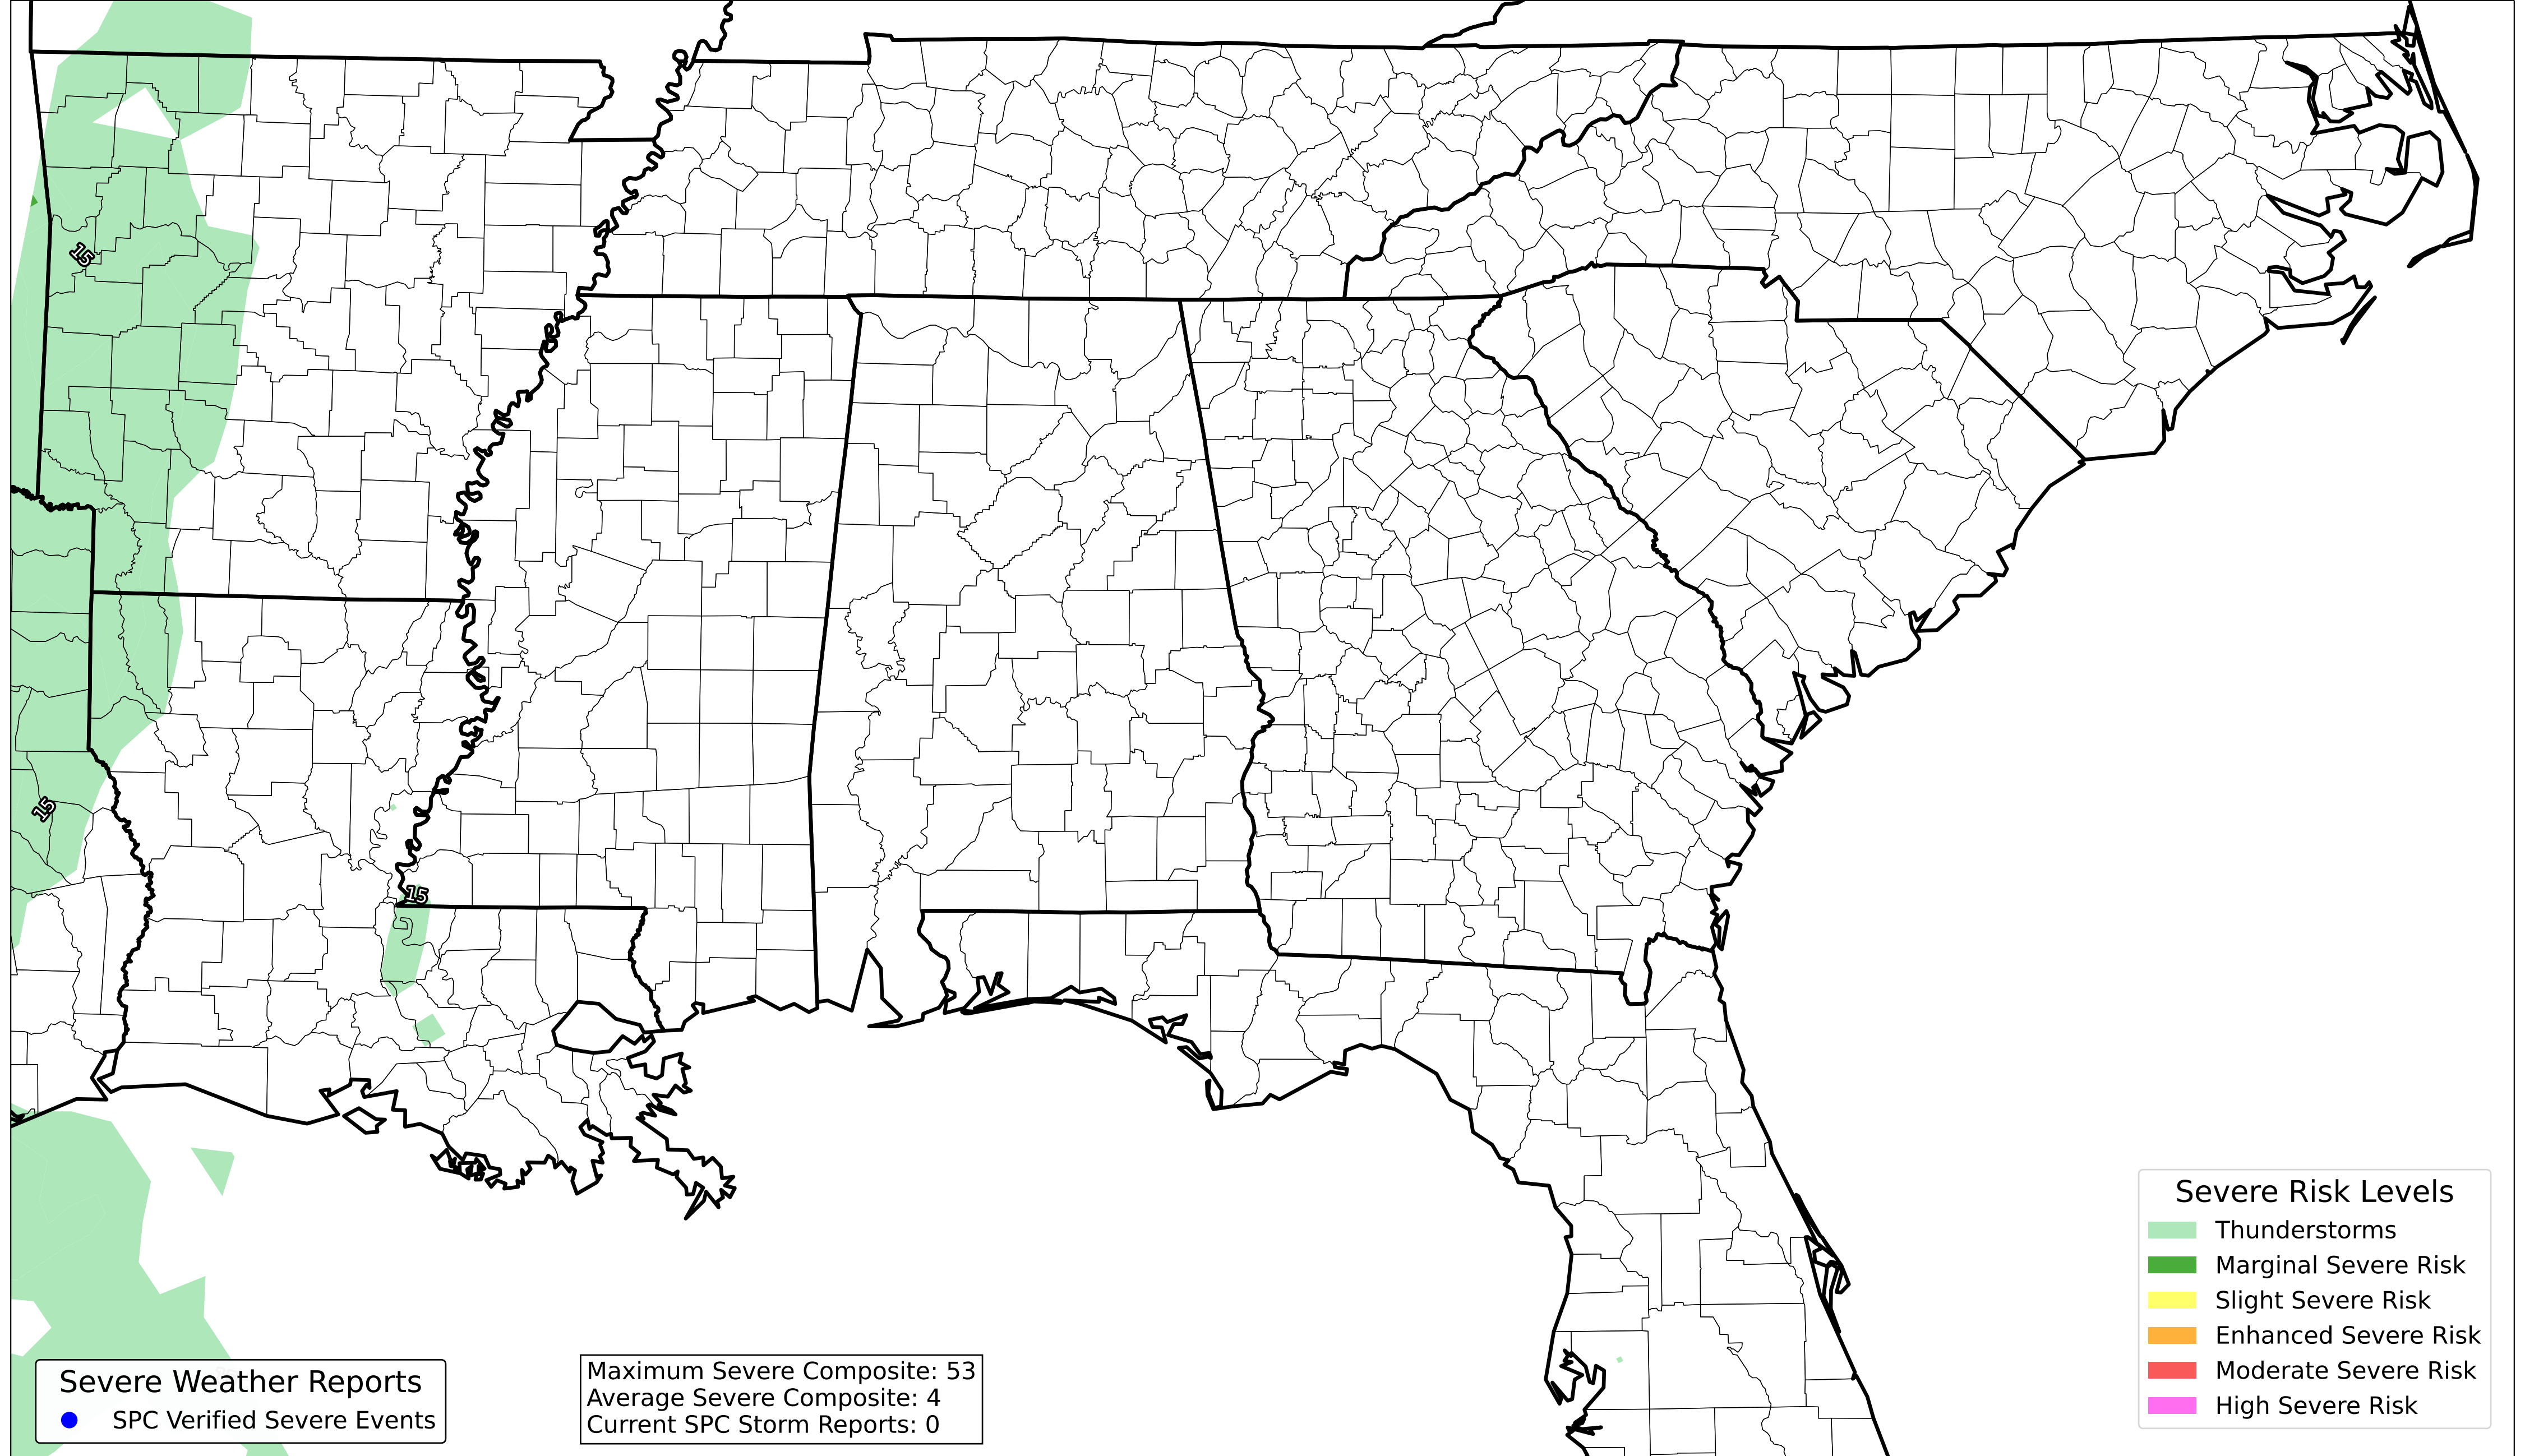 15
15
15
Severe Weather Reports
SPC Verified Severe Events
Maximum Severe Composite: 53
Average Severe Composite: 4
Current SPC Storm Reports: 0
Severe Risk Levels
Thunderstorms
Marginal Severe Risk
Slight Severe Risk
Enhanced Severe Risk
Moderate Severe Risk
High Severe Risk